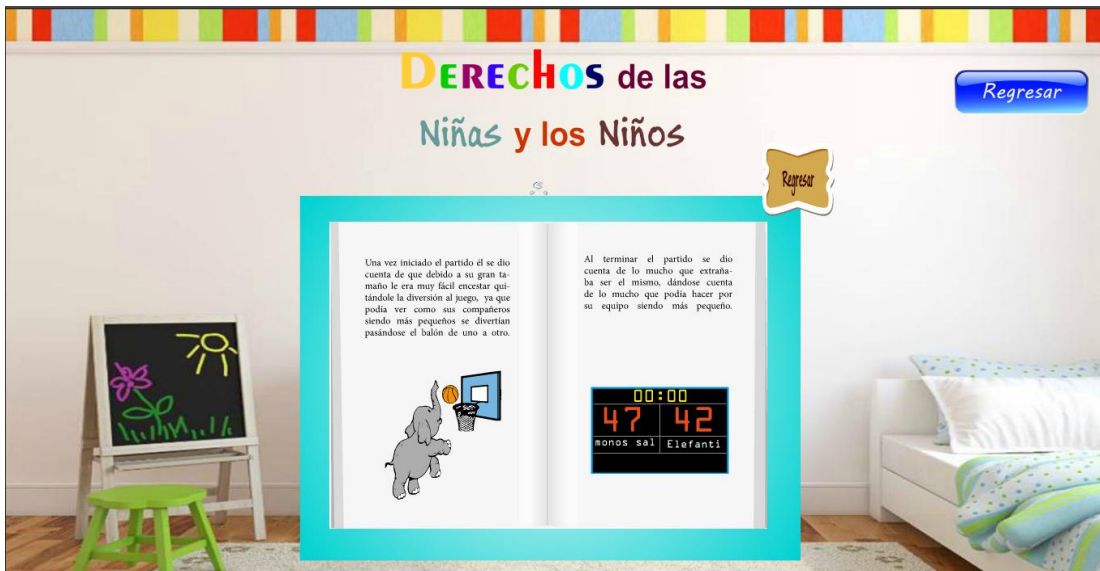 DERECHOS de las
Niñas y los Niños
Regresar
Regresar
Una vez iniciado el partido él se dio
cuenta de que debido a su gran ta-
maño le era muy fácil encestar qui-
tándole la diversión al juego, ya que
podía ver como sus compañeros
siendo más pequeños se divertían
pasándose el balón de uno a otro.
Al terminar el partido se dio
cuenta de lo mucho que extraña-
ba ser el mismo, dándose cuenta
de lo mucho que podía hacer por
su equipo siendo más pequeño.
00:00
47 42
monos sal Elefanti